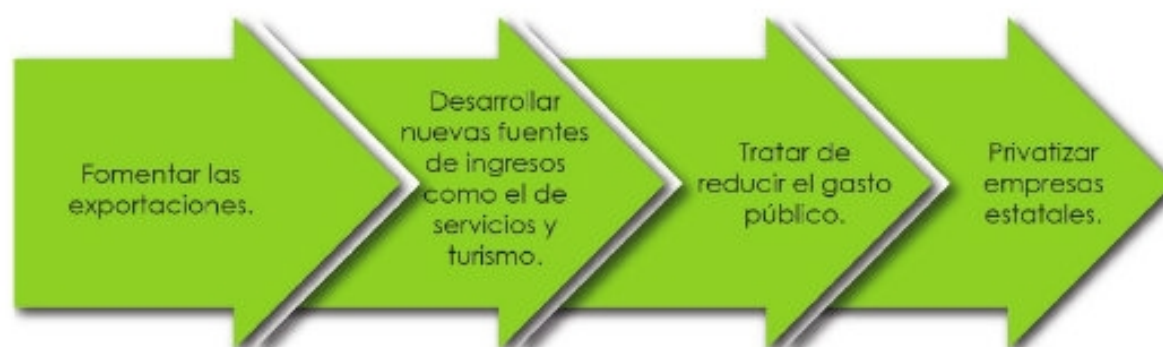 Fomentar las
exportaciones.
Desarrollar
nuevas fuentes
de ingresos
como el de
servicios y
turismo.
Tratar de
reducir el gasto
público.
Privatizar
empresas
estatales.